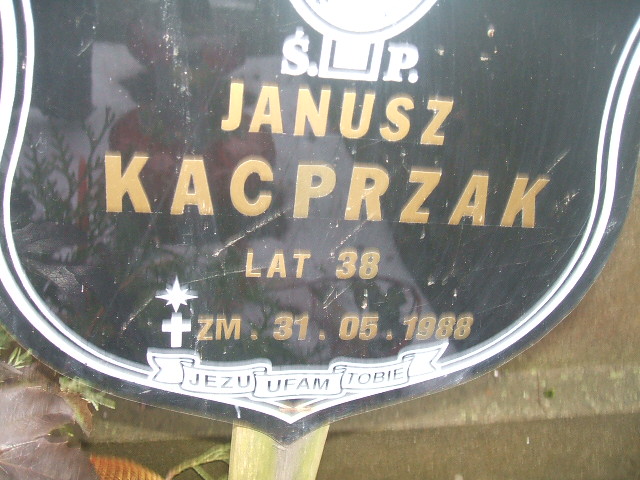 Ś. P.
JANUSZ
KACPRZAK
LAT 38
ZM. 31. 05. 1988
JEZU UFAM TOBIE